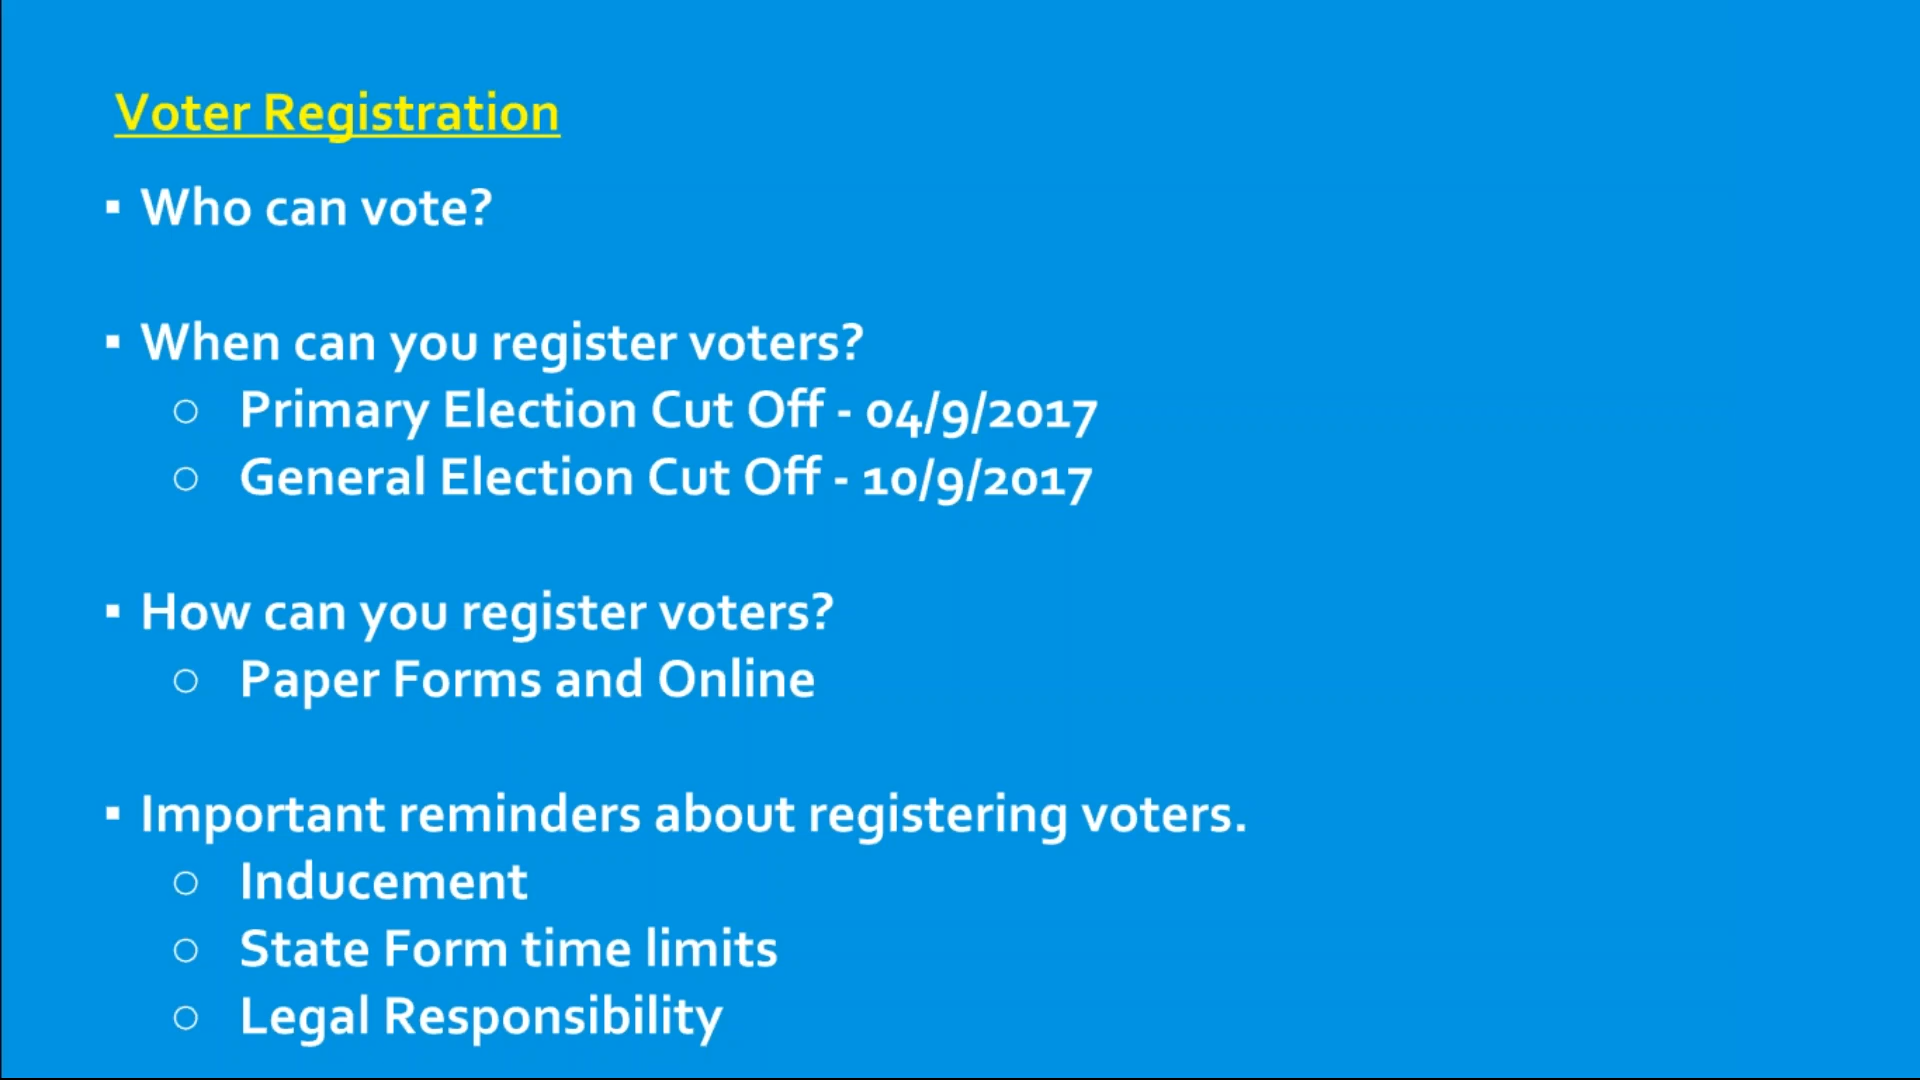 Voter Registration
▪ Who can vote?
▪ When can you register voters?
○ Primary Election Cut Off - 04/9/2017
○ General Election Cut Off - 10/9/2017
▪ How can you register voters?
○ Paper Forms and Online
▪ Important reminders about registering voters.
○ Inducement
○ State Form time limits
○ Legal Responsibility